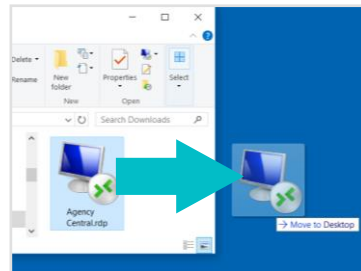 Delete
Rename
New
folder
Properties
Select
New
Open
Search Downloads
Agency
Central.rdp
Move to Desktop